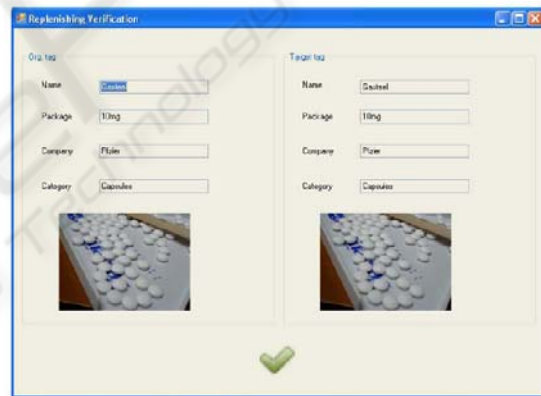 Replenishing Verification
Org. tag
Name
Package 10mg
Company Pfizer
Category Capsules
Target tag
Name
Package 10mg
Company Pfizer
Category Capsules
Technology